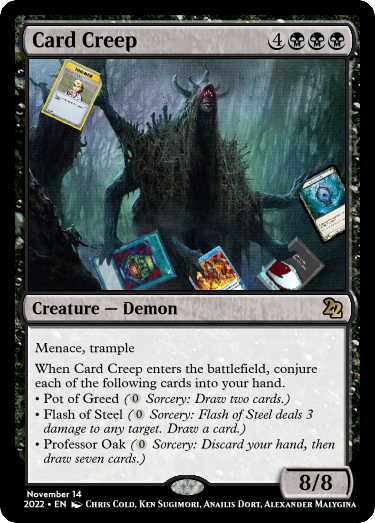 Card Creep 4
Creature — Demon 22
Menace, trample
When Card Creep enters the battlefield, conjure
each of the following cards into your hand.
• Pot of Greed (0 Sorcery: Draw two cards.)
• Flash of Steel (0 Sorcery: Flash of Steel deals 3
damage to any target. Draw a card.)
• Professor Oak (0 Sorcery: Discard your hand, then
draw seven cards.)
8/8
November 14
2022 • EN Chris Cold, Ken Sugimori, Anailis Dort, Alexander Malygina